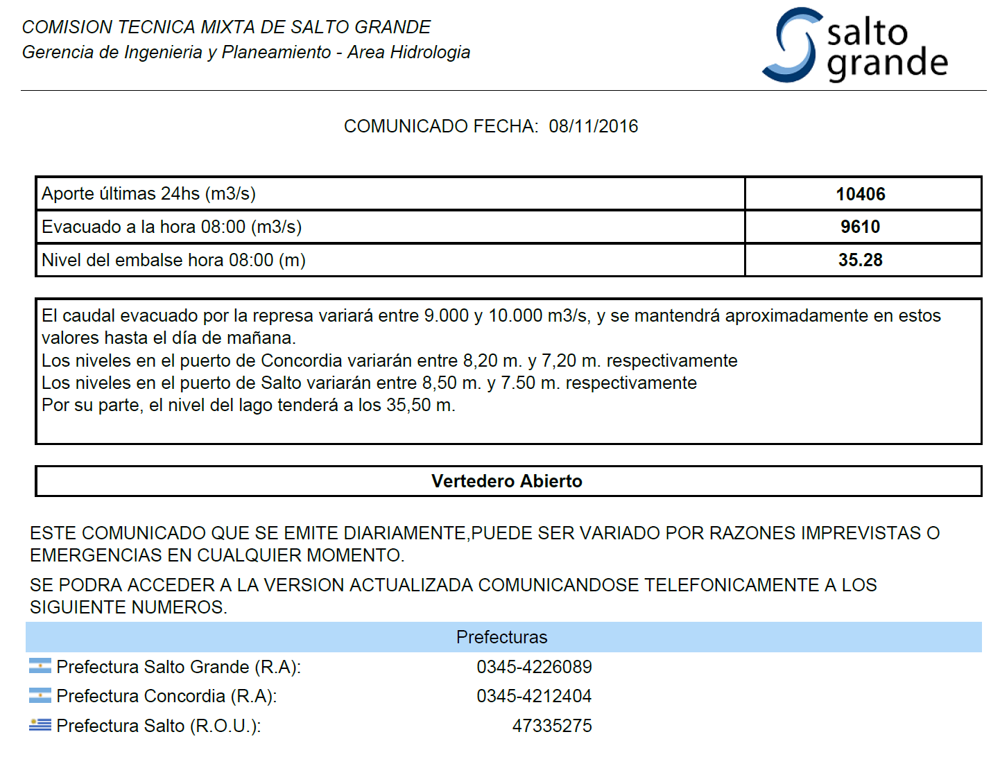 COMISION TECNICA MIXTA DE SALTO GRANDE
Gerencia de Ingenieria y Planeamiento - Area Hidrologia
salto
grande
COMUNICADO FECHA: 08/11/2016
Aporte últimas 24hs (m3/s) 10406
Evacuado a la hora 08:00 (m3/s) 9610
Nivel del embalse hora 08:00 (m) 35.28
El caudal evacuado por la represa variará entre 9.000 y 10.000 m3/s, y se mantendrá aproximadamente en estos
valores hasta el día de mañana.
Los niveles en el puerto de Concordia variarán entre 8,20 m. y 7,20 m. respectivamente
Los niveles en el puerto de Salto variarán entre 8,50 m. y 7.50 m. respectivamente
Por su parte, el nivel del lago tenderá a los 35,50 m.
Vertedero Abierto
ESTE COMUNICADO QUE SE EMITE DIARIAMENTE,PUEDE SER VARIADO POR RAZONES IMPREVISTAS O
EMERGENCIAS EN CUALQUIER MOMENTO.
SE PODRA ACCEDER A LA VERSION ACTUALIZADA COMUNICANDOSE TELEFONICAMENTE A LOS
SIGUIENTE NUMEROS.
Prefecturas
Prefectura Salto Grande (R.A): 0345-4226089
Prefectura Concordia (R.A): 0345-4212404
Prefectura Salto (R.O.U.): 47335275